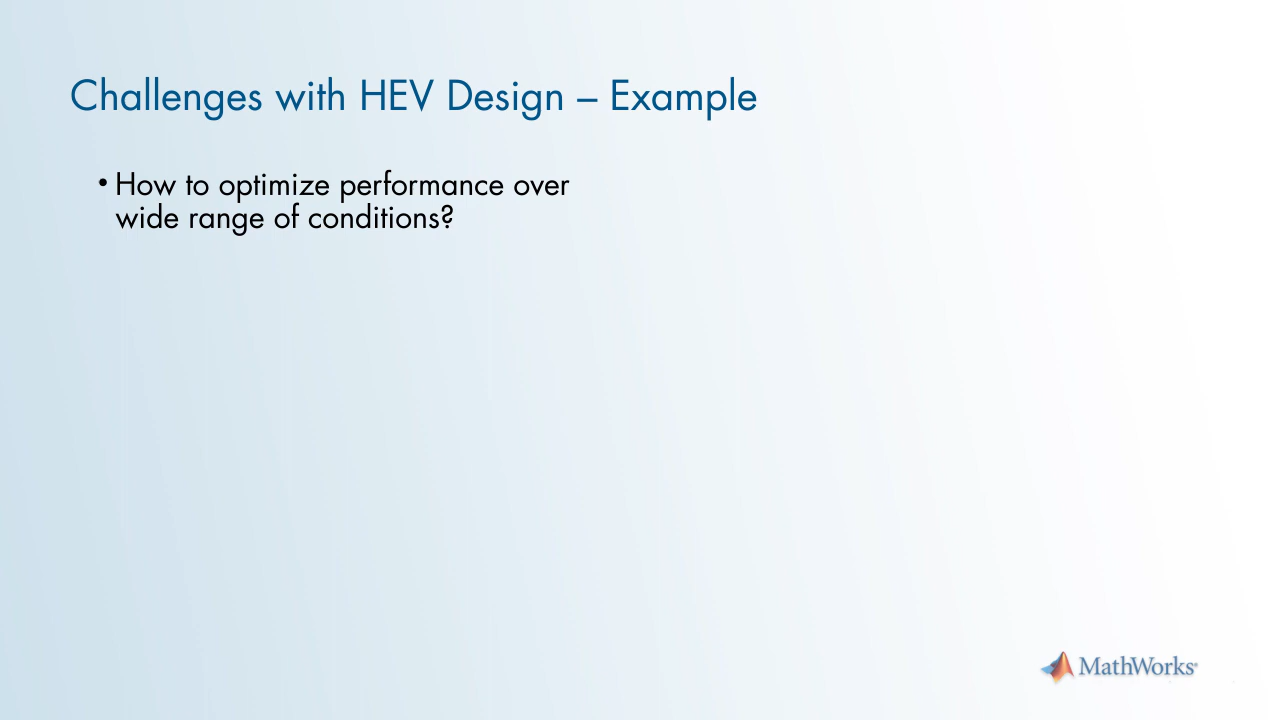 Challenges with HEV Design – Example
• How to optimize performance over
wide range of conditions?
MathWorks®